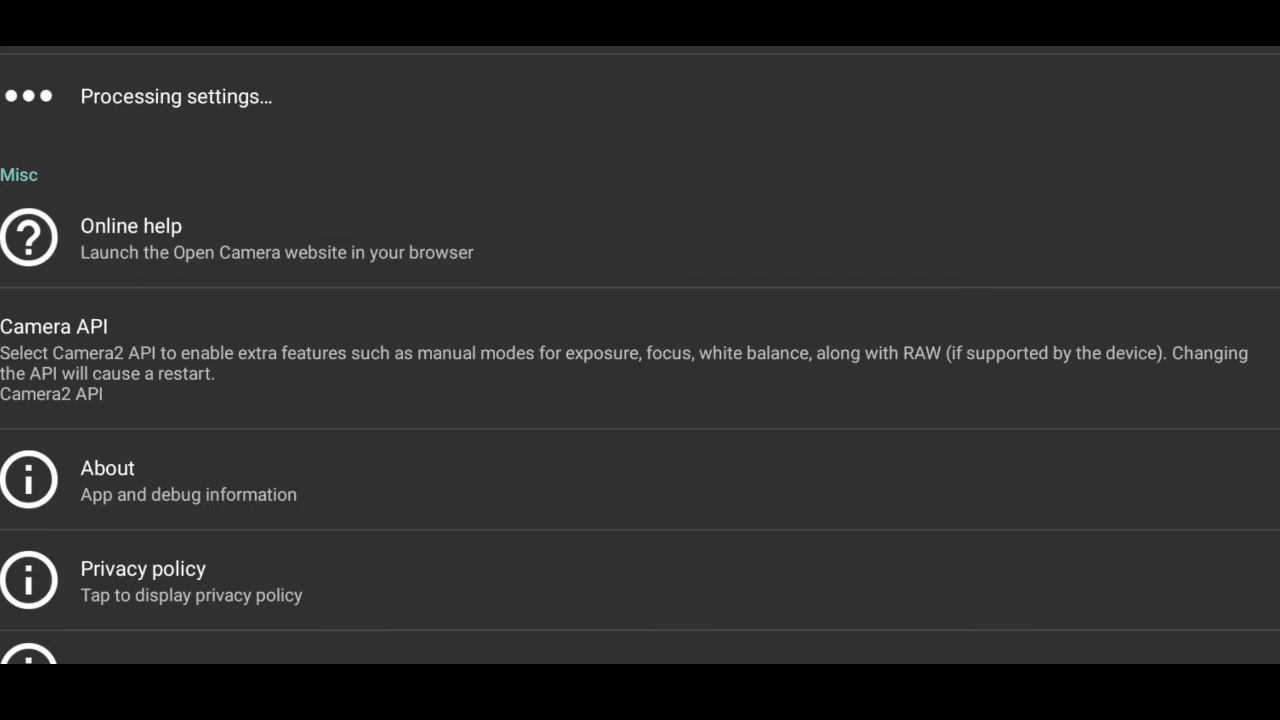 Processing settings...
Misc
Online help
Launch the Open Camera website in your browser
Camera API
Select Camera2 API to enable extra features such as manual modes for exposure, focus, white balance, along with RAW (if supported by the device). Changing
the API will cause a restart.
Camera2 API
About
App and debug information
Privacy policy
Tap to display privacy policy